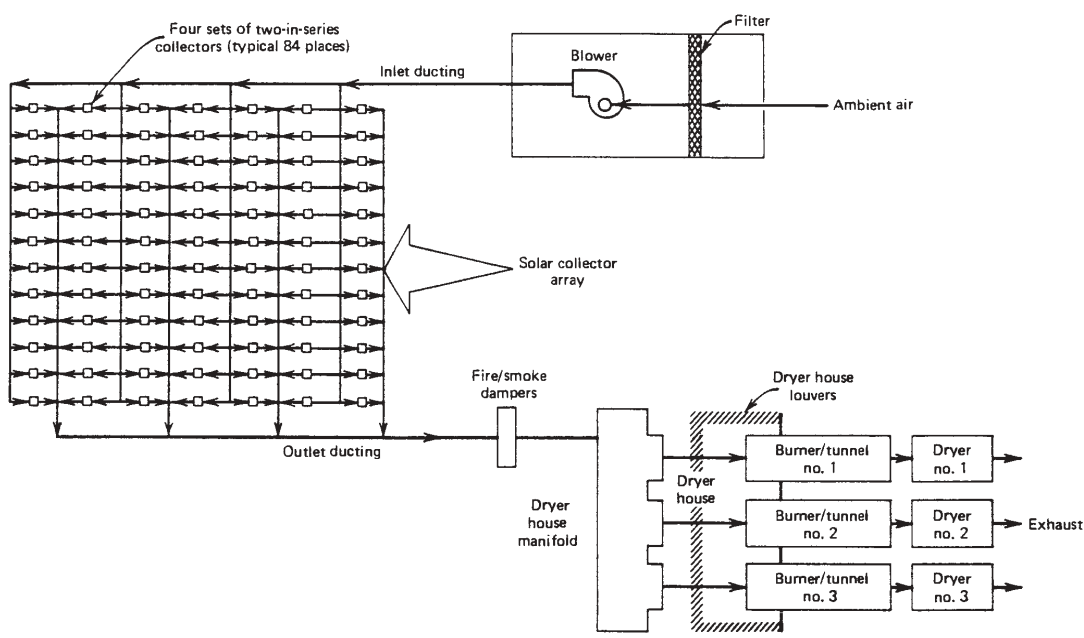 Four sets of two-in-series
collectors (typical 84 places)
Filter
Blower
Inlet ducting
Ambient air
Solar collector
array
Fire/smoke
dampers
Dryer house
louvers
Outlet ducting
Dryer
house
manifold
Dryer
house
Burner/tunnel
no. 1
Dryer
no. 1
Burner/tunnel
no. 2
Dryer
no. 2
Exhaust
Burner/tunnel
no. 3
Dryer
no. 3